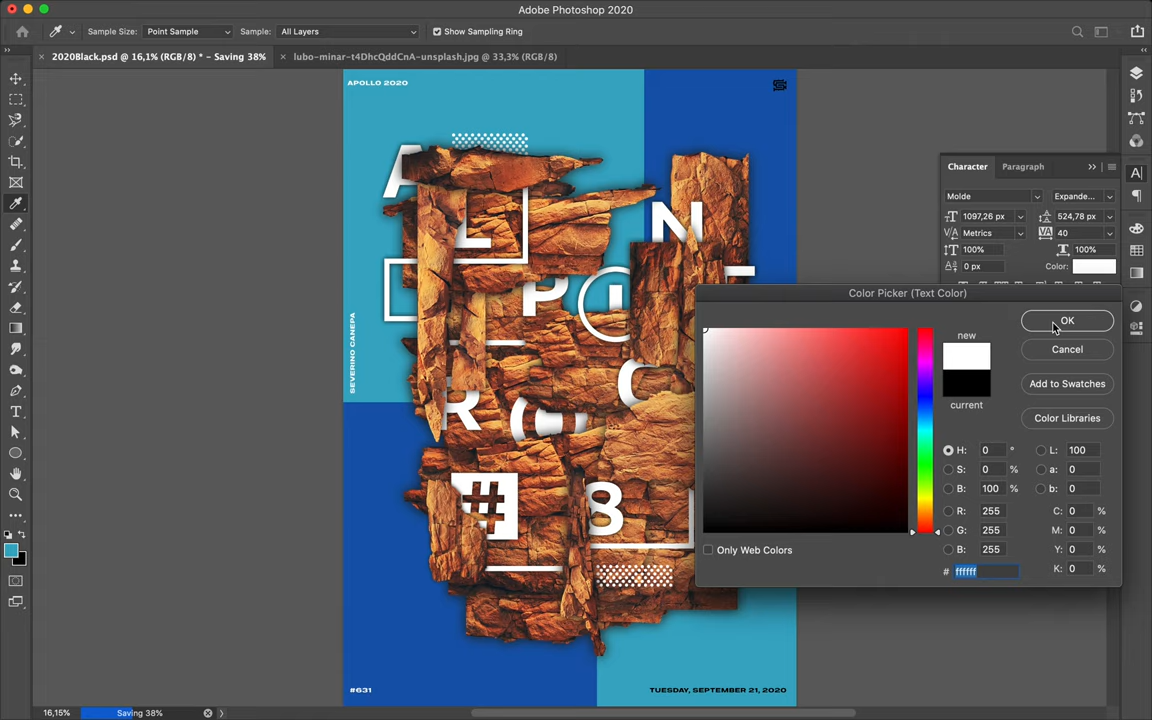 Adobe Photoshop 2020
Sample Size: Point Sample Sample: All Layers Show Sampling Ring
2020Black.psd @ 16,1% (RGB/8) * - Saving 38% lubo-minar-t4DhcQddCnA-unsplash.jpg @ 33,3% (RGB/8)
APOLLO 2020
A
L
N
P
I
C
R
#
8
SEVERINO CANEPA
#631
TUESDAY, SEPTEMBER 21, 2020
Character Paragraph
Molde Expande...
1097,26 px 524,78 px
Metrics 40
100% 100%
0 px Color:
Color Picker (Text Color)
new
current
OK
Cancel
Add to Swatches
Color Libraries
H: 0 ° L: 100
S: 0 % a: 0
B: 100 % b: 0
R: 255 C: 0 %
G: 255 M: 0 %
B: 255 Y: 0 %
# ffffff K: 0 %
Only Web Colors
16,15% Saving 38%